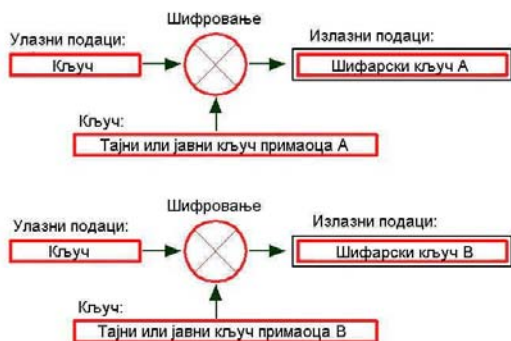 Шифровање
Улазни подаци:
Излазни подаци:
Кључ
Шифарски кључ А
Кључ:
Тајни или јавни кључ примаоца А
Шифровање
Улазни подаци:
Излазни подаци:
Кључ
Шифарски кључ В
Кључ:
Тајни или јавни кључ примаоца В